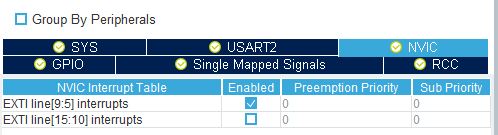 Group By Peripherals
SYS USART2 NVIC
GPIO Single Mapped Signals RCC
NVIC Interrupt Table Enabled Preemption Priority Sub Priority
EXTI line[9:5] interrupts 0 0
EXTI line[15:10] interrupts 0 0